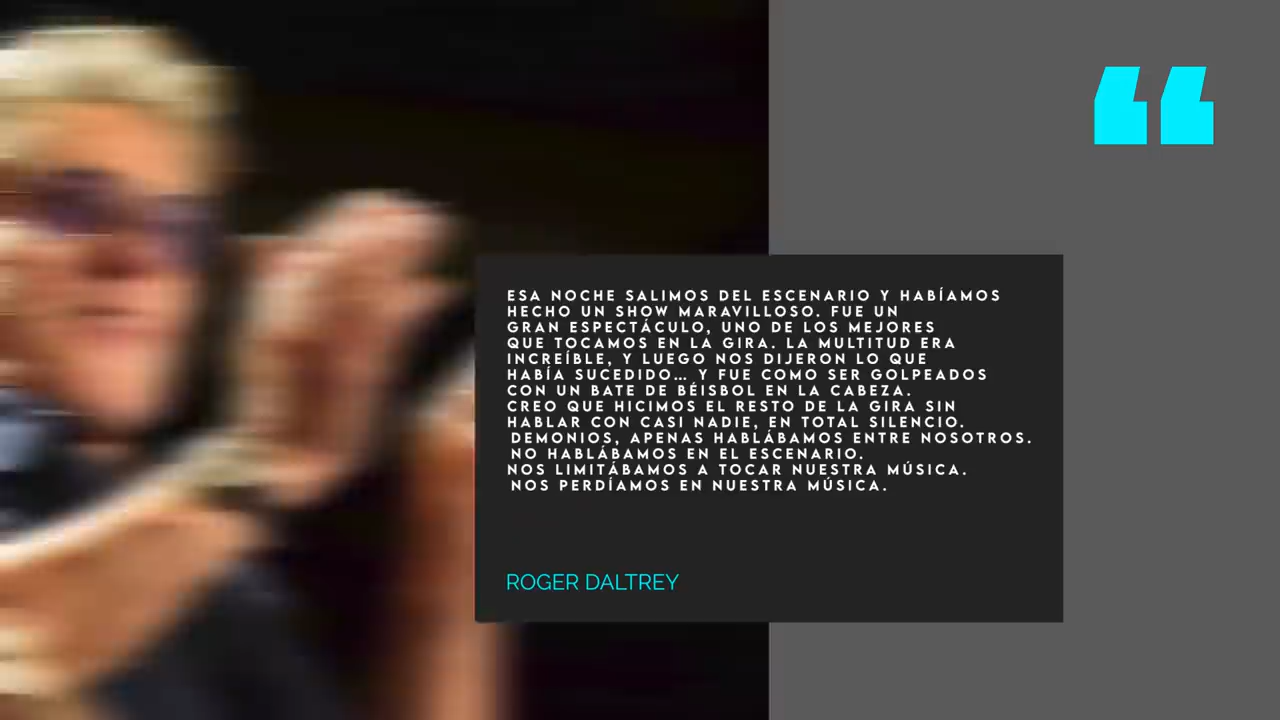 ESA NOCHE SALIMOS DEL ESCENARIO Y HABÍAMOS
HECHO UN SHOW MARAVILLOSO. FUE UN
GRAN ESPECTÁCULO, UNO DE LOS MEJORES
QUE TOCAMOS EN LA GIRA. LA MULTITUD ERA
INCREÍBLE, Y LUEGO NOS DIJERON LO QUE
HABÍA SUCEDIDO... Y FUE COMO SER GOLPEADOS
CON UN BATE DE BÉISBOL EN LA CABEZA.
CREO QUE HICIMOS EL RESTO DE LA GIRA SIN
HABLAR CON CASI NADIE, EN TOTAL SILENCIO.
DEMONIOS, APENAS HABLÁBAMOS ENTRE NOSOTROS.
NO HABLÁBAMOS EN EL ESCENARIO.
NOS LIMITÁBAMOS A TOCAR NUESTRA MÚSICA.
NOS PERDÍAMOS EN NUESTRA MÚSICA.
ROGER DALTREY